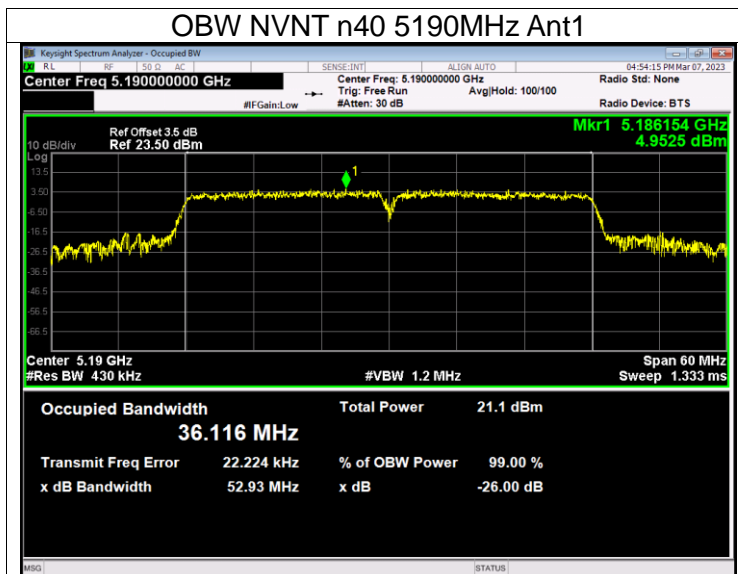 OBW NVNT n40 5190MHz Ant1
Keysight Spectrum Analyzer - Occupied BW
RL RF 50 Ω AC SENSE:INT ALIGN AUTO 04:54:15 PM Mar 07, 2023
Center Freq 5.190000000 GHz Center Freq: 5.190000000 GHz Radio Std: None
Trig: Free Run Avg|Hold: 100/100
#IFGain:Low #Atten: 30 dB Radio Device: BTS
Mkr1 5.186154 GHz
4.9525 dBm
Ref Offset 3.5 dB
10 dB/div Ref 23.50 dBm
Log
13.5
1
3.50
-6.50
-16.5
-26.5
-36.5
-46.5
-56.5
-66.5
Center 5.19 GHz Span 60 MHz
#Res BW 430 kHz #VBW 1.2 MHz Sweep 1.333 ms
Occupied Bandwidth Total Power 21.1 dBm
36.116 MHz
Transmit Freq Error 22.224 kHz % of OBW Power 99.00 %
x dB Bandwidth 52.93 MHz x dB -26.00 dB
MSG STATUS